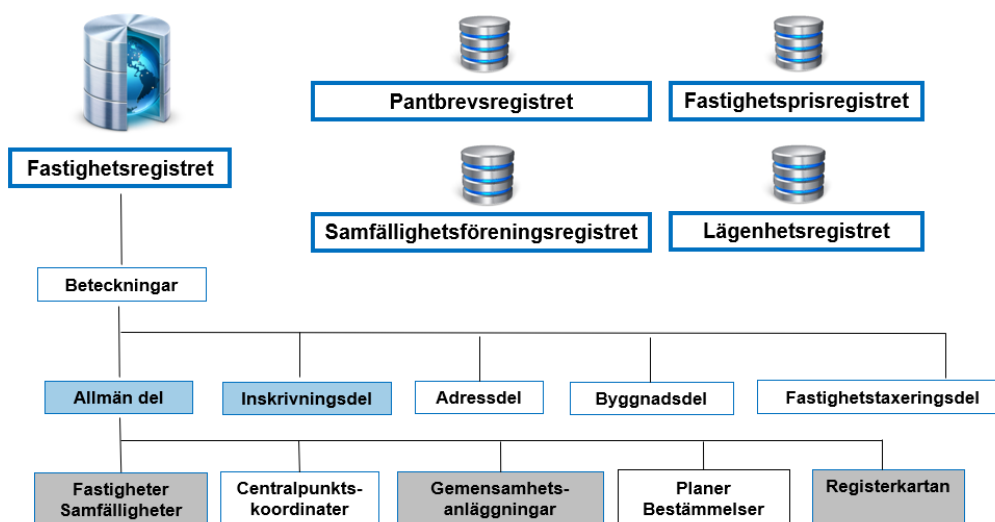 Pantbrevsregistret
Fastighetsprisregistret
Fastighetsregistret
Samfällighetsföreningsregistret
Lägenhetsregistret
Beteckningar
Allmän del
Inskrivningsdel
Adressdel
Byggnadsdel
Fastighetstaxeringsdel
Fastigheter
Samfälligheter
Centralpunkts-
koordinater
Gemensamhets-
anläggningar
Planer
Bestämmelser
Registerkartan